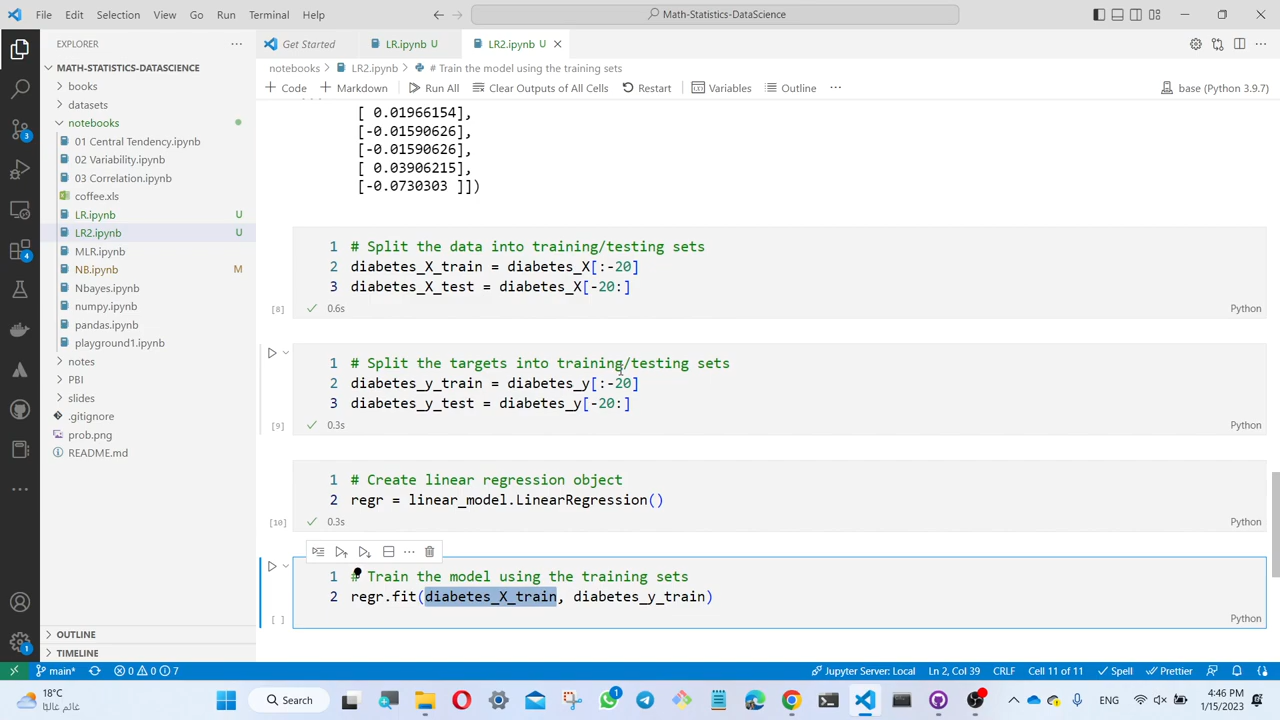 File Edit Selection View Go Run Terminal Help
Math-Statistics-DataScience
EXPLORER
Get Started
LR.ipynb U
LR2.ipynb U
MATH-STATISTICS-DATASCIENCE
notebooks > LR2.ipynb > # Train the model using the training sets
books
+ Code + Markdown Run All Clear Outputs of All Cells Restart Variables Outline ... base (Python 3.9.7)
datasets
notebooks
01 Central Tendency.ipynb
02 Variability.ipynb
03 Correlation.ipynb
coffee.xls
LR.ipynb U
LR2.ipynb U
MLR.ipynb
NB.ipynb M
Nbayes.ipynb
numpy.ipynb
pandas.ipynb
playground1.ipynb
notes
PBI
slides
.gitignore
prob.png
README.md
OUTLINE
TIMELINE
[ 0.01966154],
[-0.01590626],
[-0.01590626],
[ 0.03906215],
[-0.0730303 ]])
1 # Split the data into training/testing sets
2 diabetes_X_train = diabetes_X[:-20]
3 diabetes_X_test = diabetes_X[-20:]
[8] 0.6s Python
1 # Split the targets into training/testing sets
2 diabetes_y_train = diabetes_y[:-20]
3 diabetes_y_test = diabetes_y[-20:]
[9] 0.3s Python
1 # Create linear regression object
2 regr = linear_model.LinearRegression()
[10] 0.3s Python
1 # Train the model using the training sets
2 regr.fit(diabetes_X_train, diabetes_y_train)
[ ] Python
main* 0 0 7 Jupyter Server: Local Ln 2, Col 39 CRLF Cell 11 of 11 Spell Prettier
18°C
غائم غالبًا
Search
ENG
4:46 PM
1/15/2023